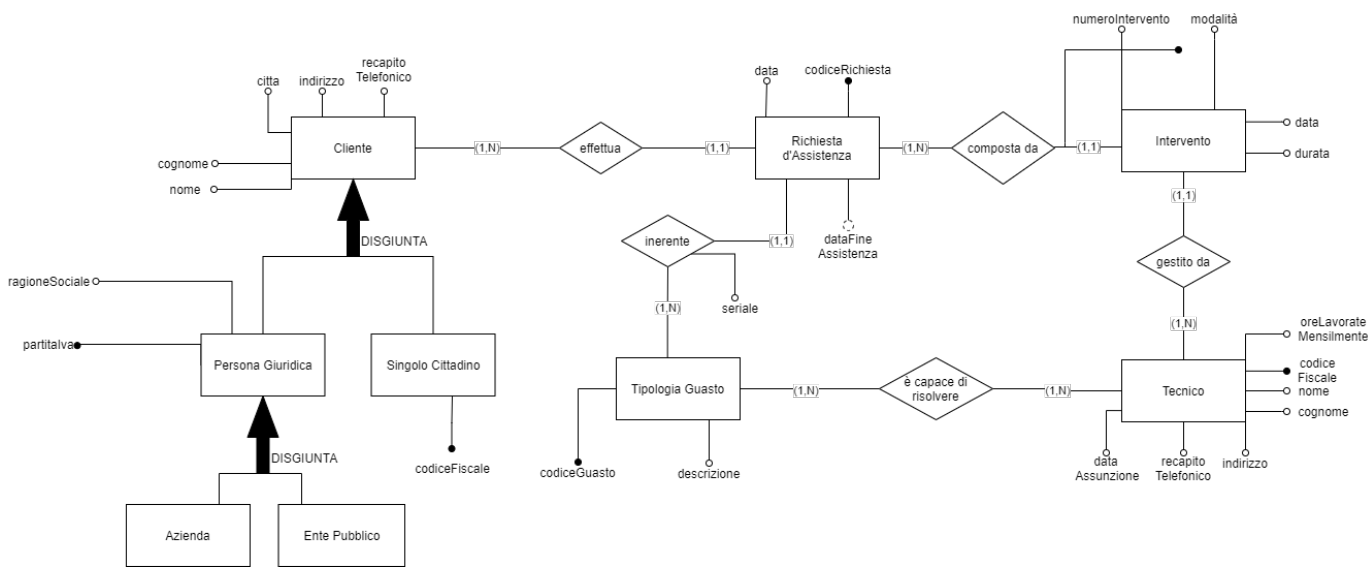 numeroIntervento
modalità
recapito
Telefonico
citta
indirizzo
data
codiceRichiesta
Cliente
(1,N)
effettua
(1,1)
Richiesta
d'Assistenza
(1,N)
composta da
(1,1)
Intervento
data
durata
cognome
nome
(1,1)
DISGIUNTA
inerente
(1,1)
dataFine
Assistenza
gestito da
ragioneSociale
(1,N)
seriale
(1,N)
oreLavorate
Mensilmente
partitaIva
Persona Giuridica
Singolo Cittadino
Tipologia Guasto
(1,N)
è capace di
risolvere
(1,N)
Tecnico
codice
Fiscale
nome
cognome
DISGIUNTA
codiceFiscale
codiceGuasto
descrizione
data
Assunzione
recapito
Telefonico
indirizzo
Azienda
Ente Pubblico